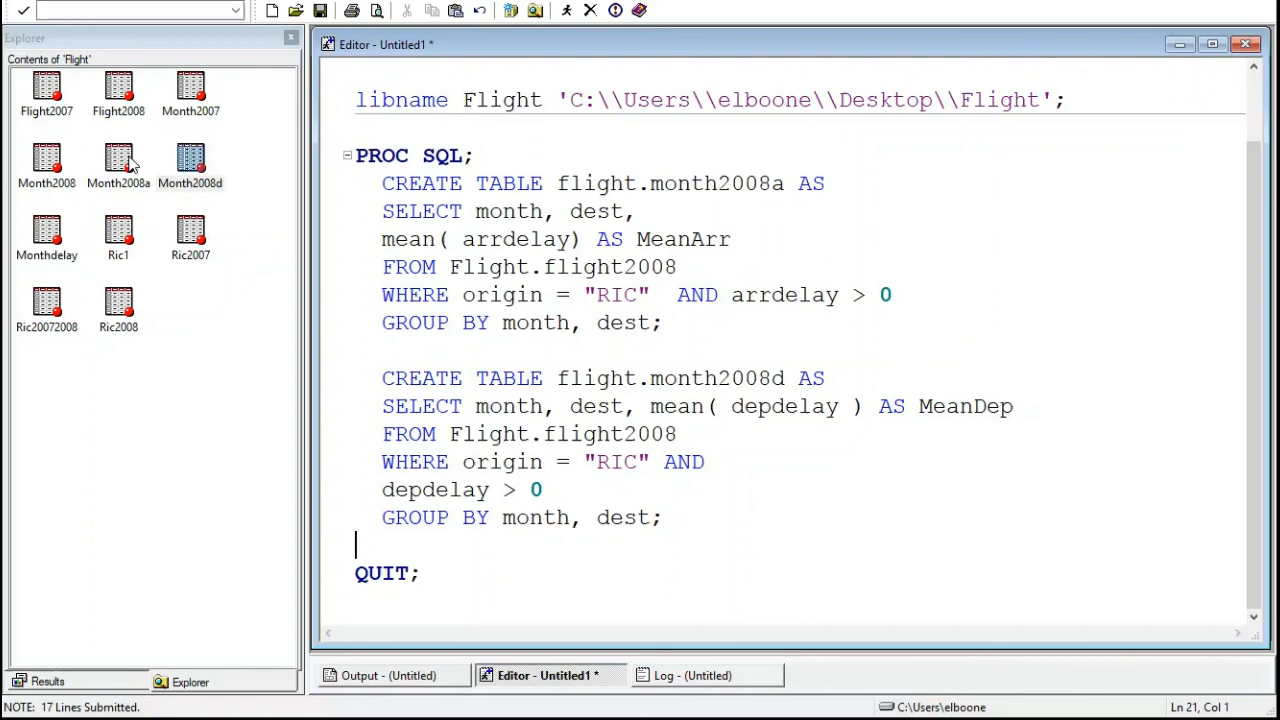 Explorer
Contents of 'Flight'
Flight2007 Flight2008 Month2007
Month2008 Month2008a Month2008d
Monthdelay Ric1 Ric2007
Ric20072008 Ric2008
Results Explorer
Editor - Untitled1 *
libname Flight 'C:\\Users\\elboone\\Desktop\\Flight';
PROC SQL;
CREATE TABLE flight.month2008a AS
SELECT month, dest,
mean( arrdelay) AS MeanArr
FROM Flight.flight2008
WHERE origin = "RIC"  AND arrdelay > 0
GROUP BY month, dest;
CREATE TABLE flight.month2008d AS
SELECT month, dest, mean( depdelay ) AS MeanDep
FROM Flight.flight2008
WHERE origin = "RIC" AND
depdelay > 0
GROUP BY month, dest;
QUIT;
Output - (Untitled) Editor - Untitled1 * Log - (Untitled)
NOTE: 17 Lines Submitted. C:\Users\elboone Ln 21, Col 1